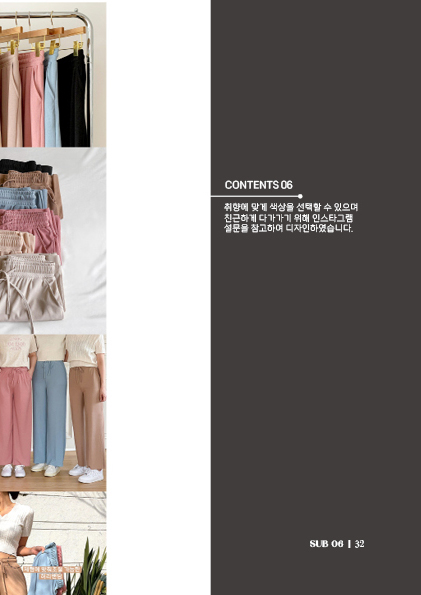 CONTENTS 06
취향에 맞게 색상을 선택할 수 있으며
친근하게 다가가기 위해 인스타그램
설문을 참고하여 디자인하였습니다.
SUB 06 | 32